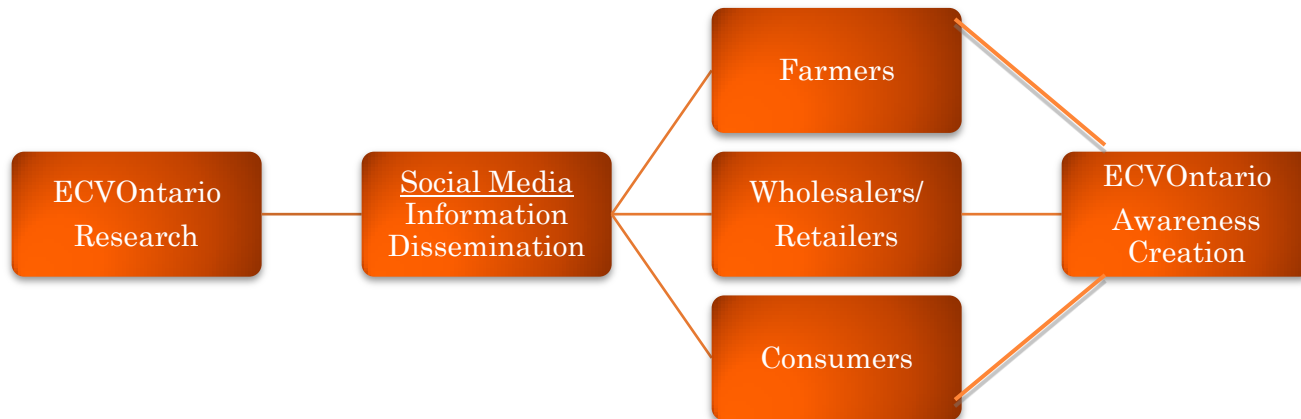 ECVOntario
Research
Social Media
Information
Dissemination
Farmers
Wholesalers/
Retailers
Consumers
ECVOntario
Awareness
Creation